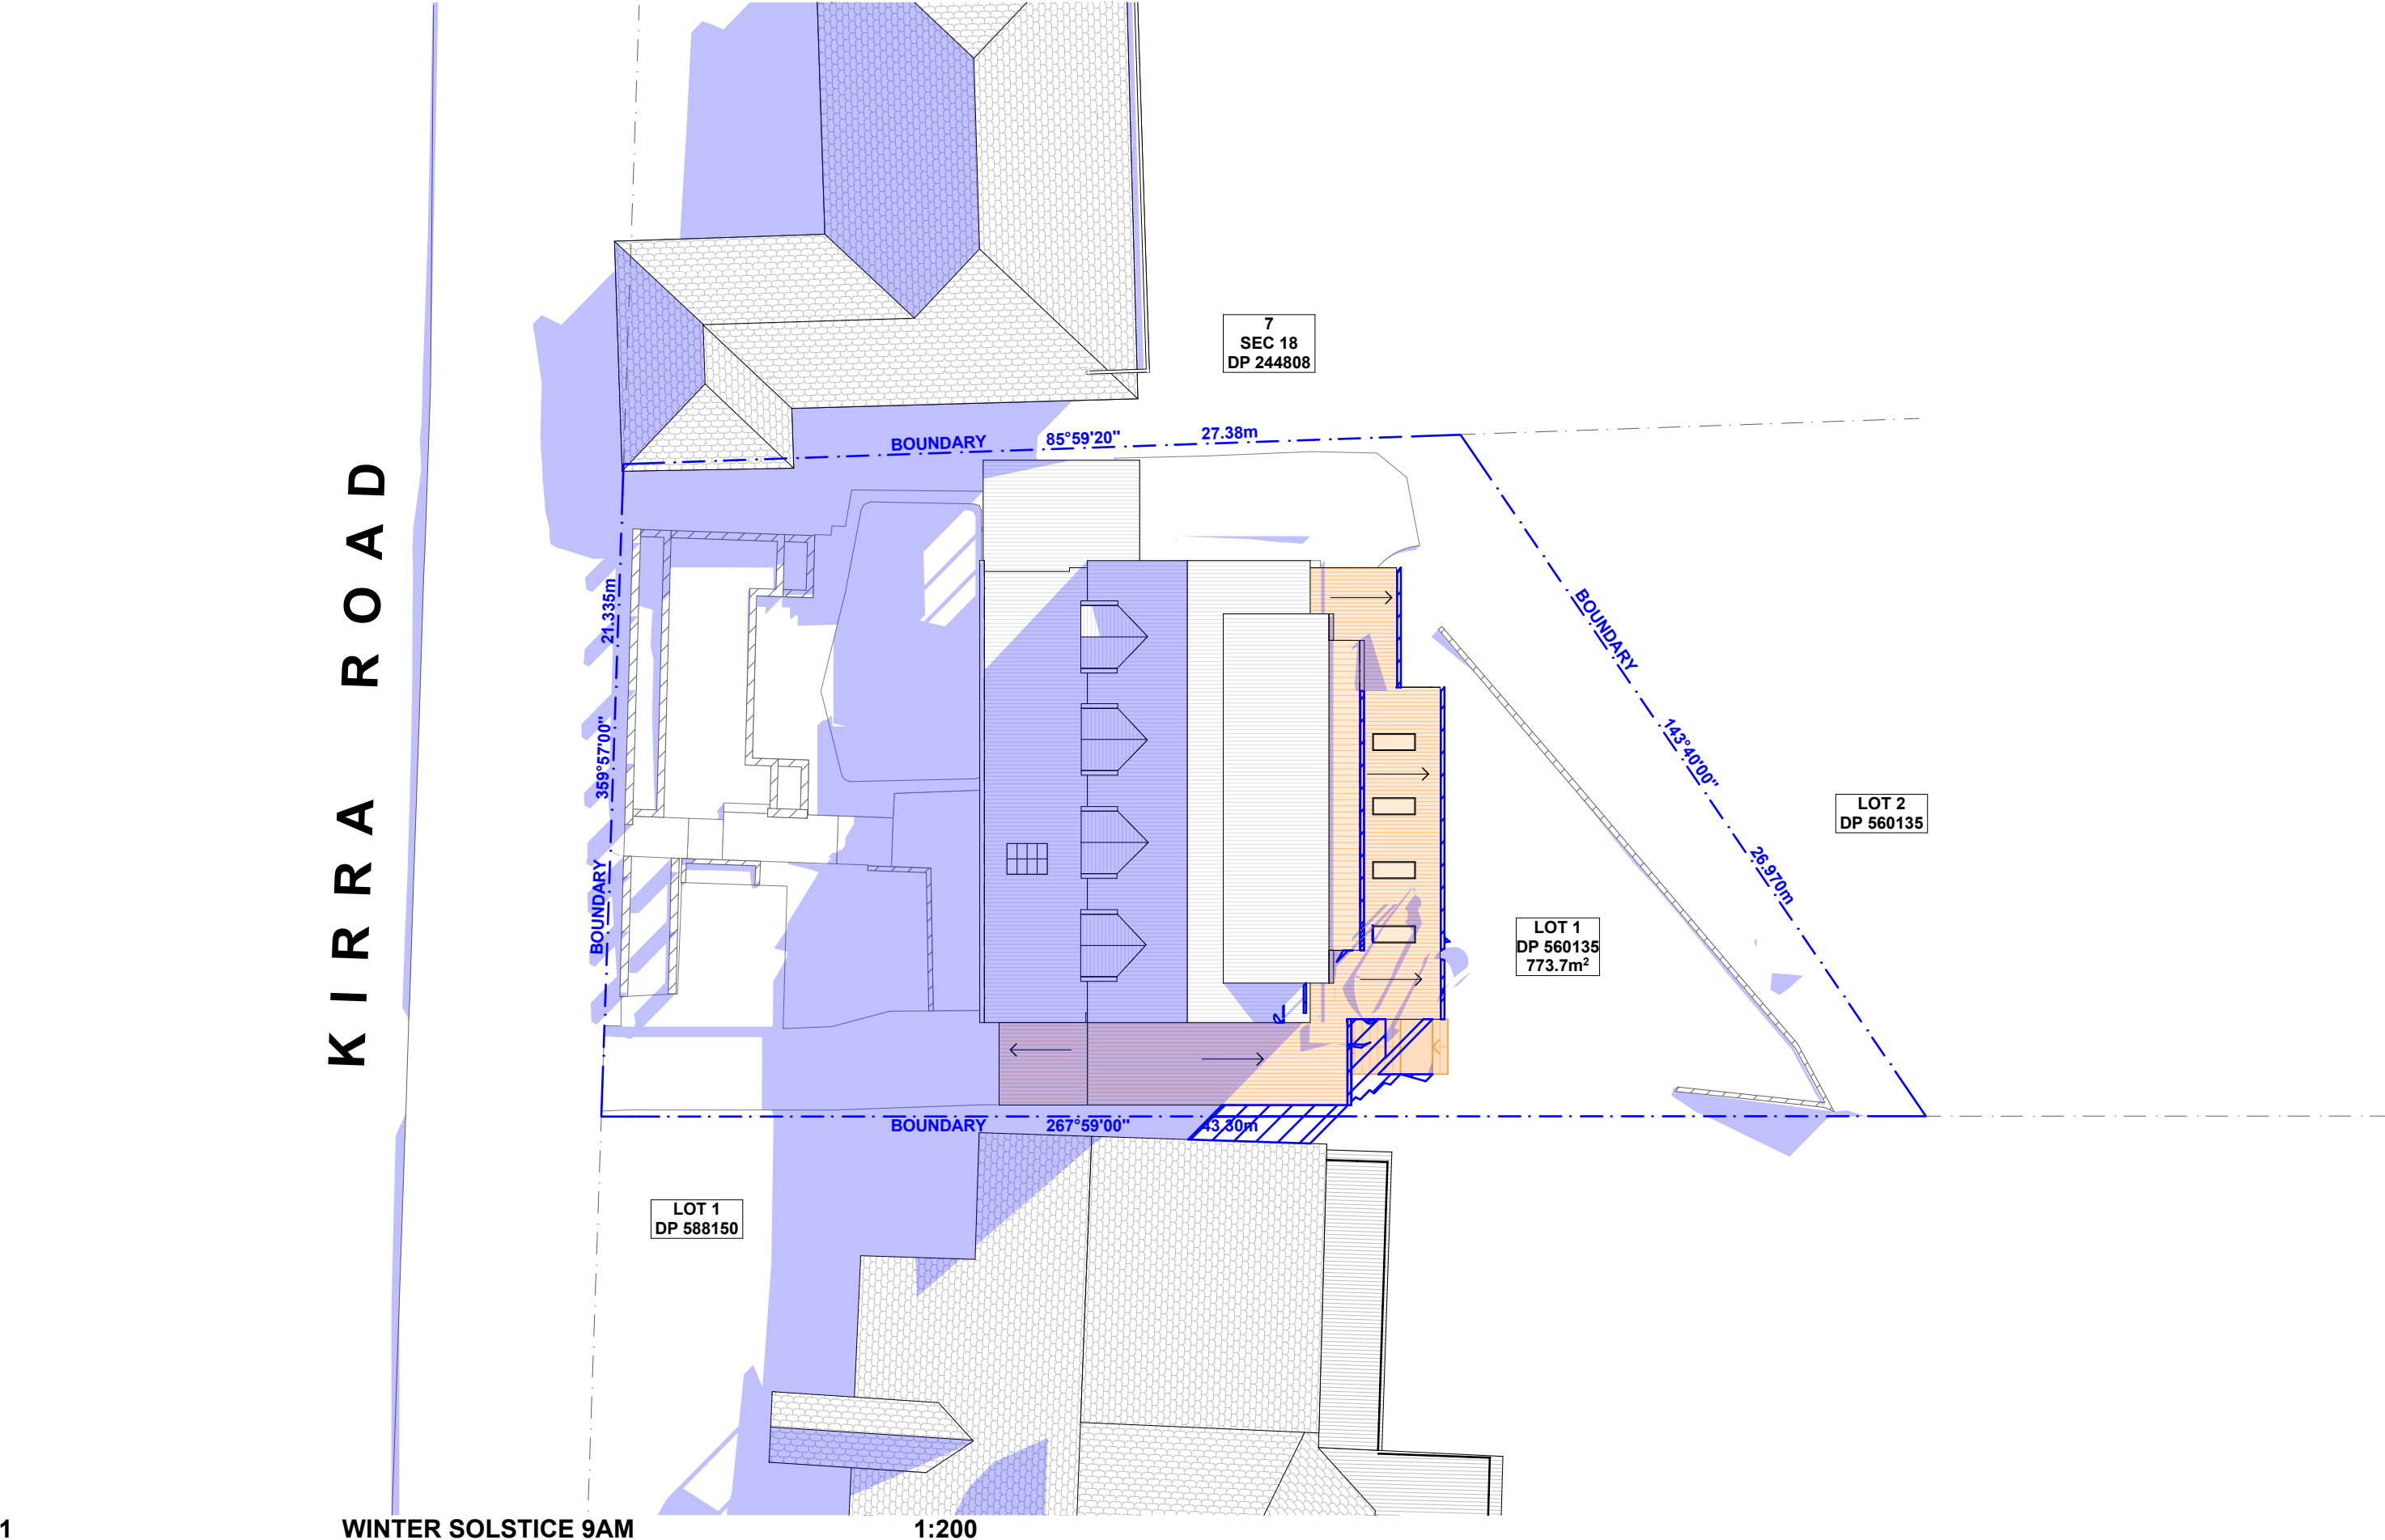 7
SEC 18
DP 244808
BOUNDARY 85°59'20" 27.38m
KIRRA ROAD
21.335m
359°57'00"
BOUNDARY
BOUNDARY
143°40'00"
26.970m
LOT 2
DP 560135
LOT 1
DP 560135
773.7m²
BOUNDARY 267°59'00" 43.30m
LOT 1
DP 588150
1 WINTER SOLSTICE 9AM 1:200